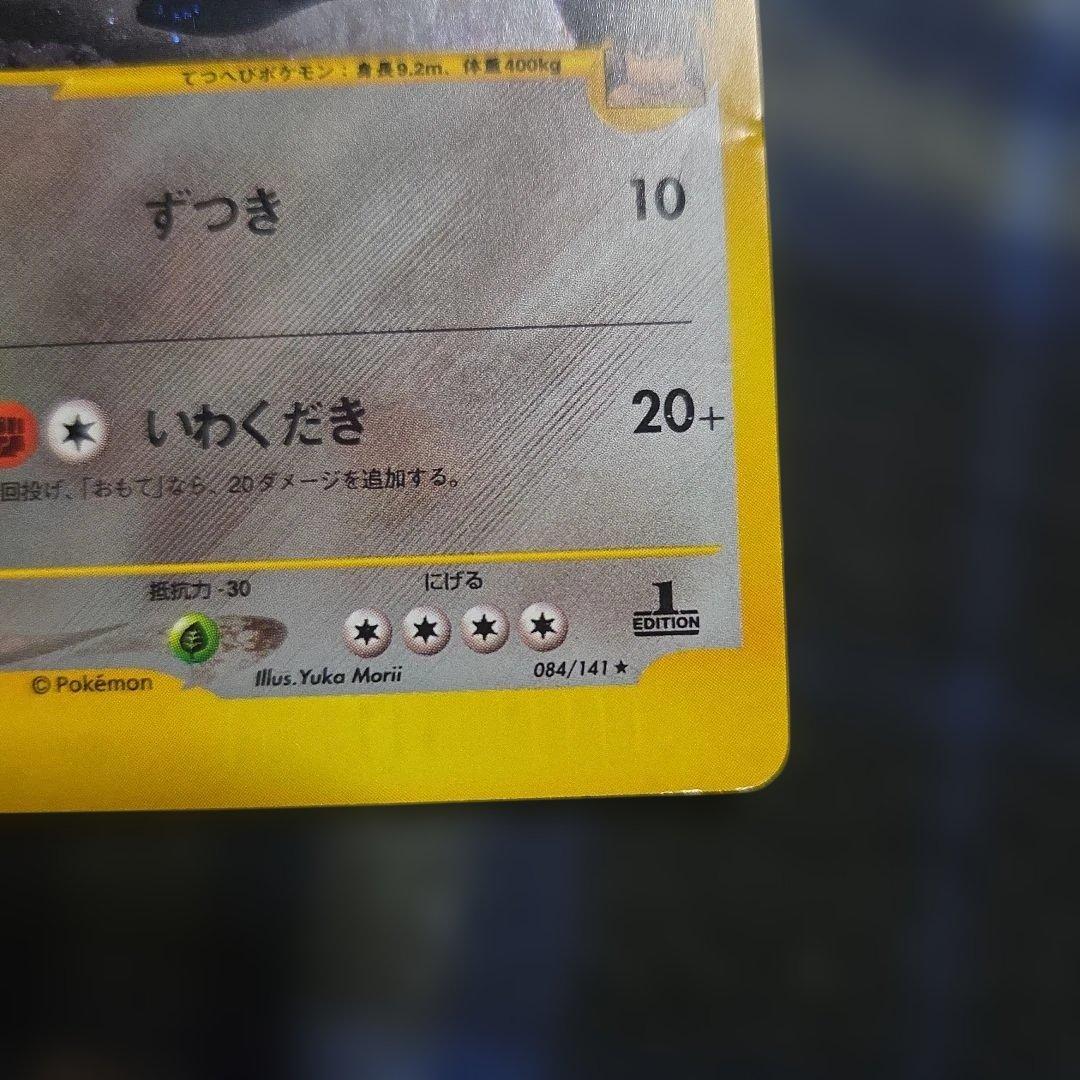 てつへびポケモン：身長9.2m、体重400kg
ずつき 10
いわくだき 20+
回投げ、「おもて」なら、20ダメージを追加する。
抵抗力 -30 にげる
1
EDITION
084/141★
Illus.Yuka Morii
© Pokémon